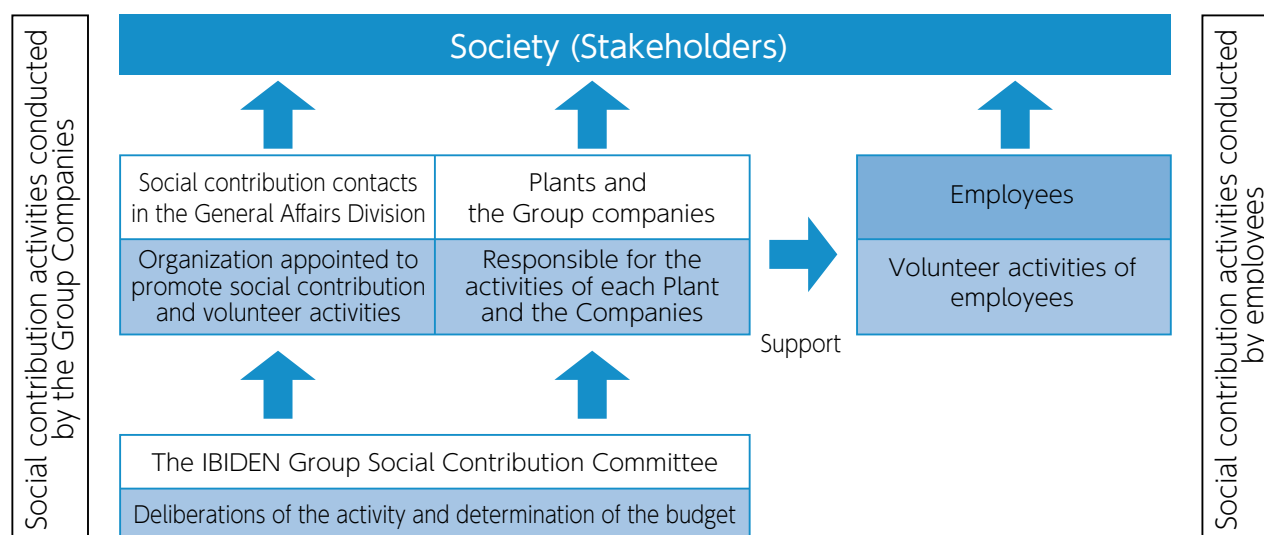 Social contribution activities conducted
by the Group Companies
Society (Stakeholders)
Social contribution contacts
in the General Affairs Division
Organization appointed to
promote social contribution
and volunteer activities
Plants and
the Group companies
Responsible for the
activities of each Plant
and the Companies
Support
Employees
Volunteer activities of
employees
The IBIDEN Group Social Contribution Committee
Deliberations of the activity and determination of the budget
Social contribution activities conducted
by employees